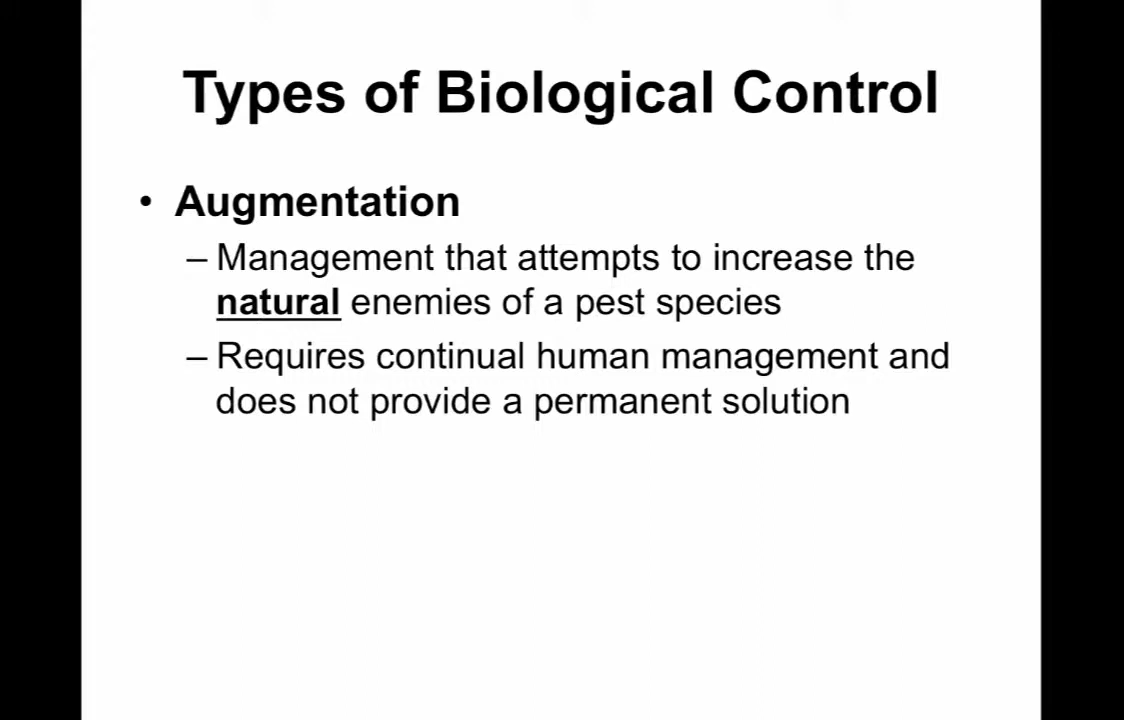 Types of Biological Control
• Augmentation
– Management that attempts to increase the
natural enemies of a pest species
– Requires continual human management and
does not provide a permanent solution